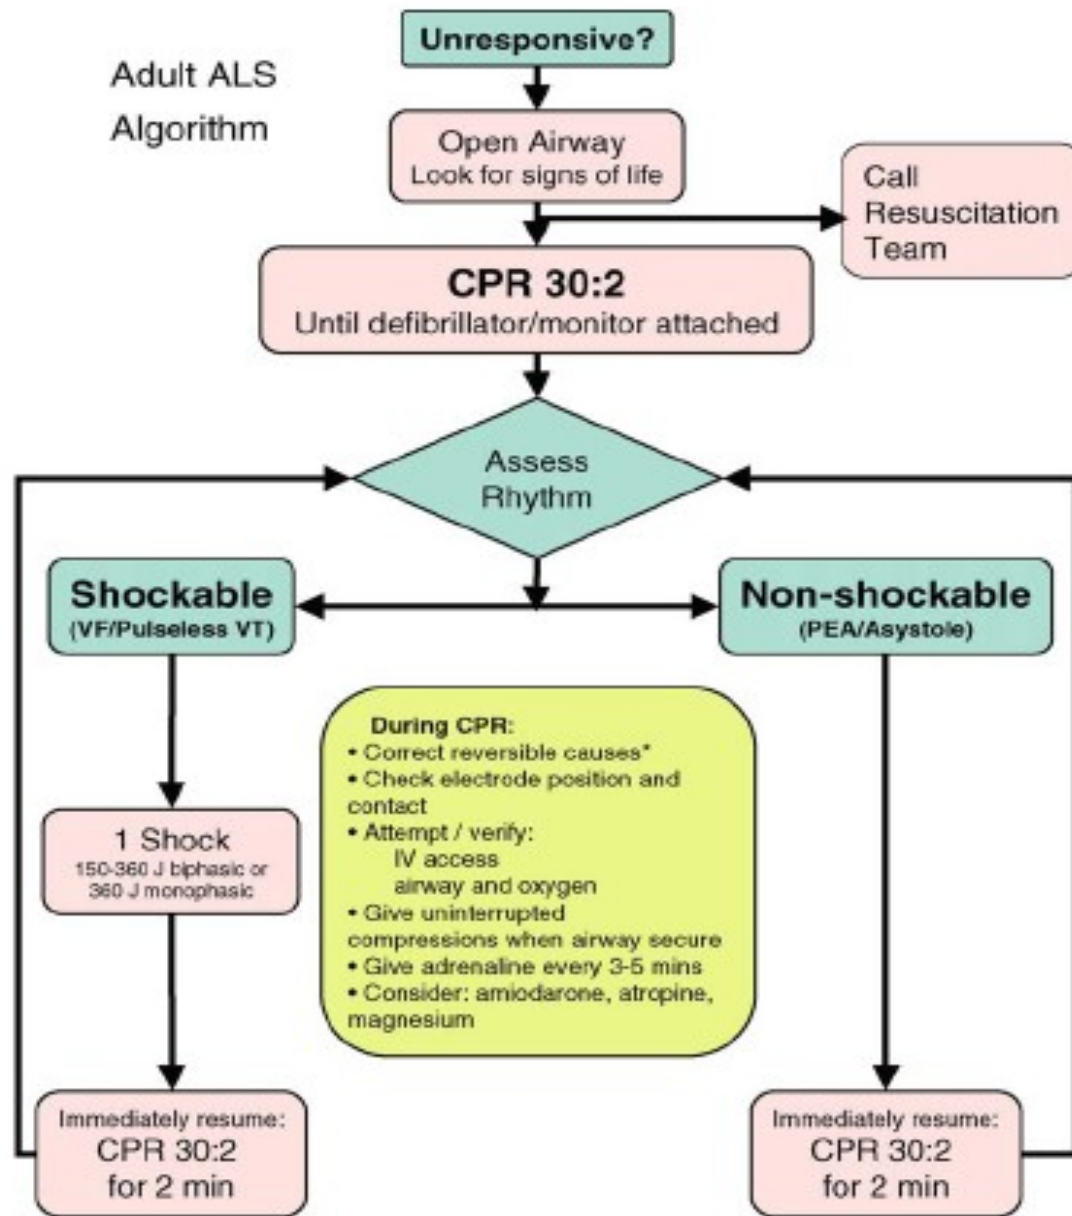 Adult ALS
Algorithm
Unresponsive?
Open Airway
Look for signs of life
Call
Resuscitation
Team
CPR 30:2
Until defibrillator/monitor attached
Assess
Rhythm
Shockable
(VF/Pulseless VT)
Non-shockable
(PEA/Asystole)
1 Shock
150-360 J biphasic or
360 J monophasic
During CPR:
• Correct reversible causes*
• Check electrode position and
contact
• Attempt / verify:
IV access
airway and oxygen
• Give uninterrupted
compressions when airway secure
• Give adrenaline every 3-5 mins
• Consider: amiodarone, atropine,
magnesium
Immediately resume:
CPR 30:2
for 2 min
Immediately resume:
CPR 30:2
for 2 min